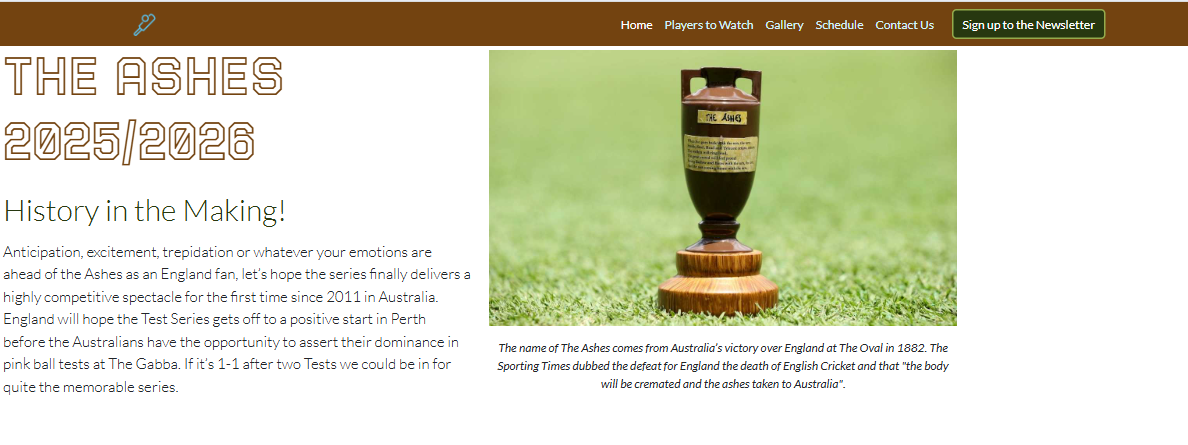 Home Players to Watch Gallery Schedule Contact Us Sign up to the Newsletter
THE ASHES
2025/2026
History in the Making!
Anticipation, excitement, trepidation or whatever your emotions are
ahead of the Ashes as an England fan, let's hope the series finally delivers a
highly competitive spectacle for the first time since 2011 in Australia.
England will hope the Test Series gets off to a positive start in Perth
before the Australians have the opportunity to assert their dominance in
pink ball tests at The Gabba. If it's 1-1 after two Tests we could be in for
quite the memorable series.
THE ASHES
The name of The Ashes comes from Australia's victory over England at The Oval in 1882. The
Sporting Times dubbed the defeat for England the death of English Cricket and that "the body
will be cremated and the ashes taken to Australia".